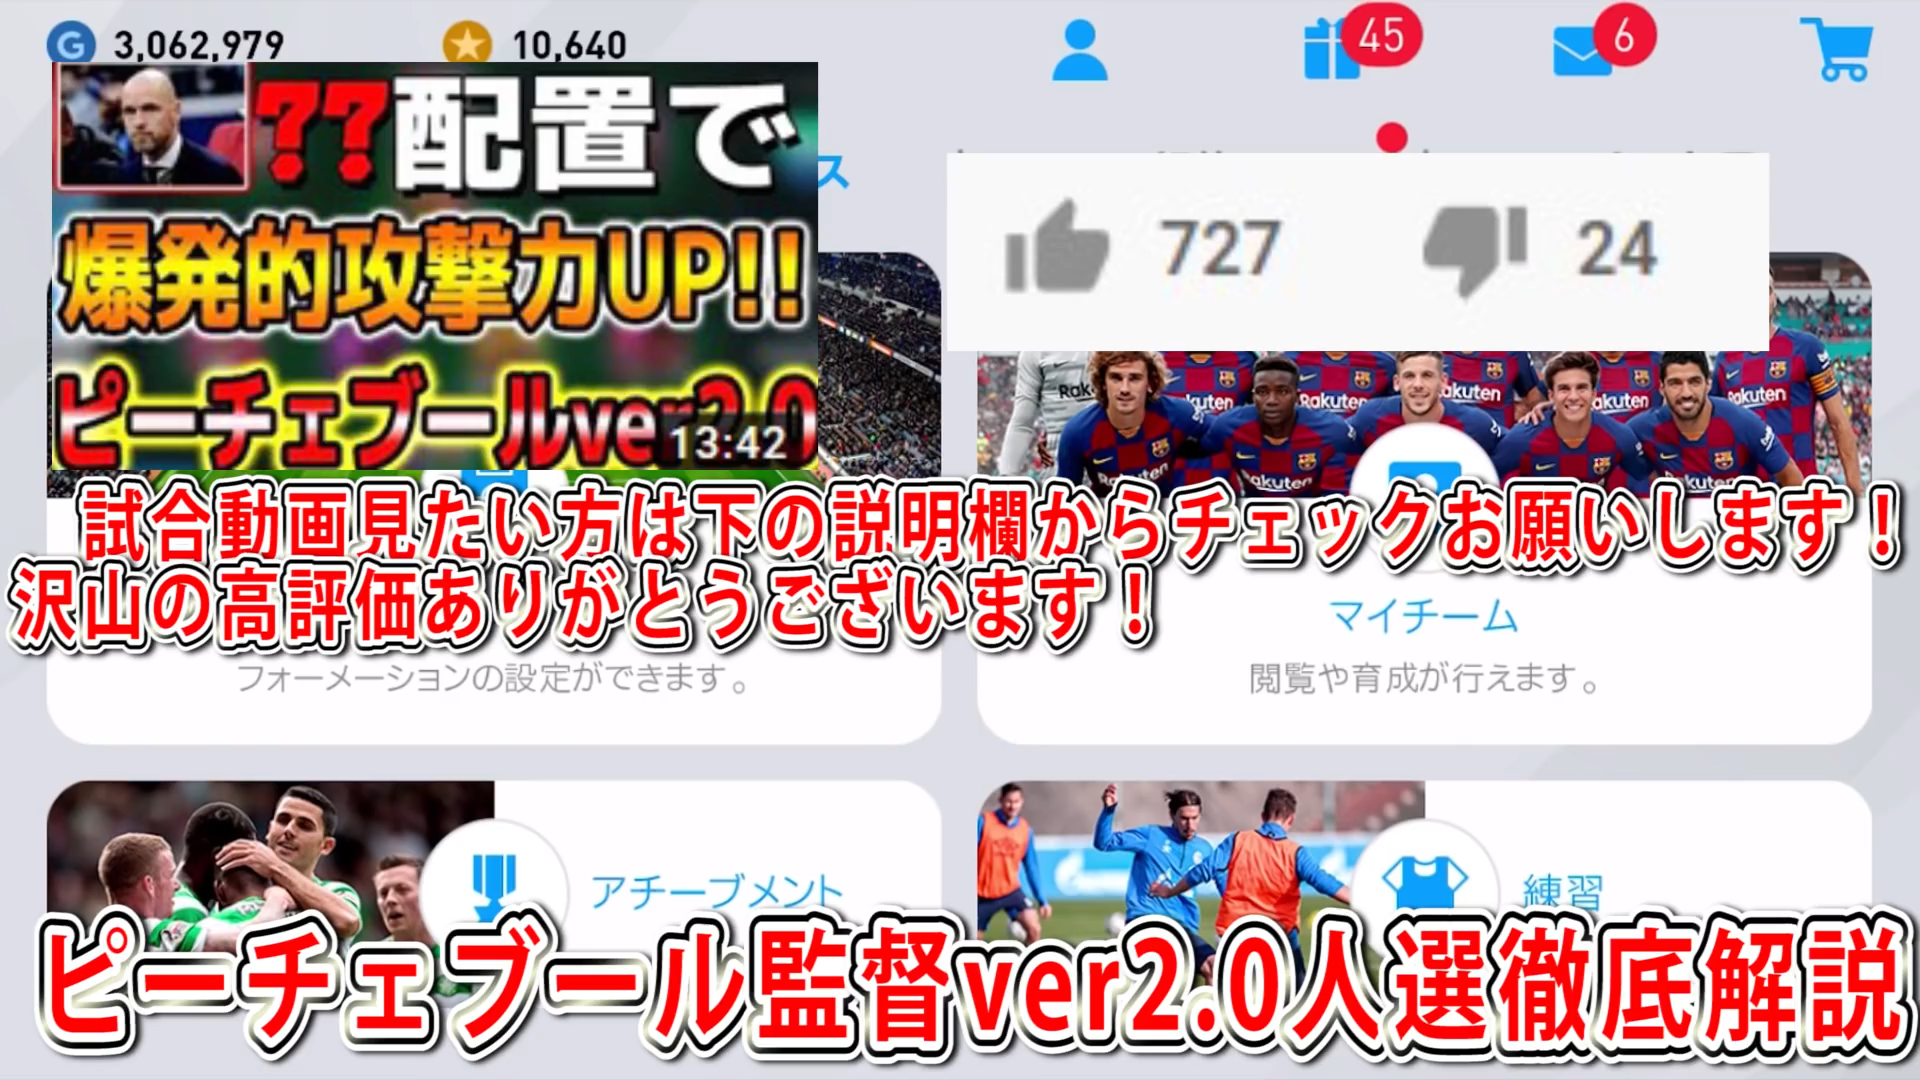 G 3,062,979 10,640 45 6
??配置で
爆発的攻撃力UP!!
ピーチェブールver2.0
13:42
ス
727 24
Rakuten Rakuten Rakuten
Rakuten Rakuten
試合動画見たい方は下の説明欄からチェックお願いします!
沢山の高評価ありがとうございます!
マイチーム
フォーメーションの設定ができます。
閲覧や育成が行えます。
アチーブメント
練習
ピーチェブール監督ver2.0人選徹底解説